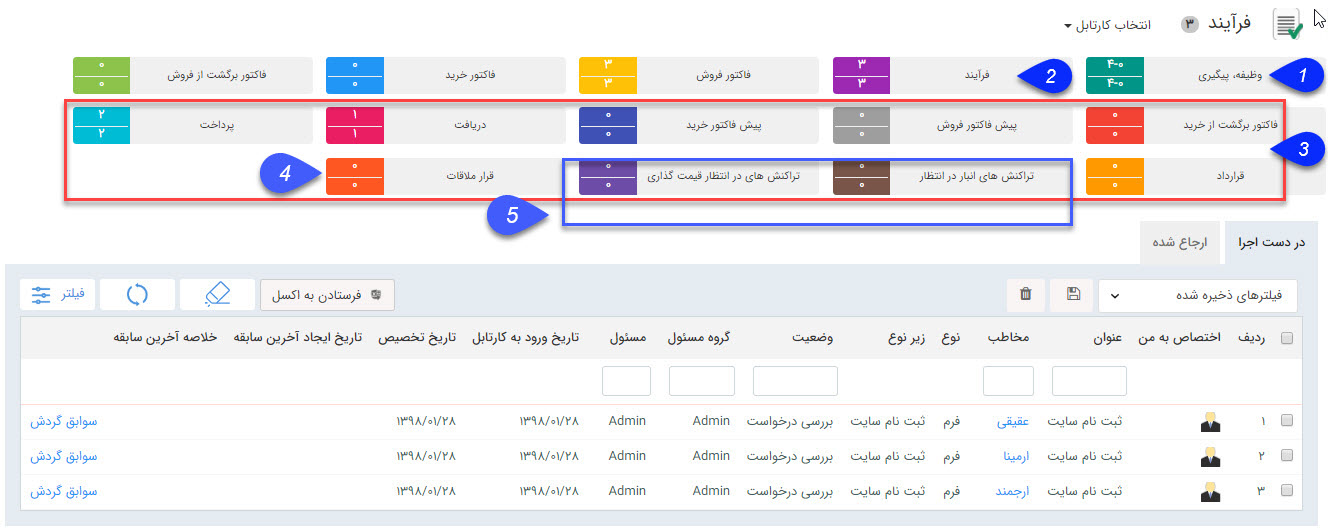 فرآیند ۳ انتخاب کارتابل
وظیفه، پیگیری ۴-۰ ۴-۰ 1
فرآیند ۳ ۳ 2
فاکتور فروش ۳ ۳
فاکتور خرید ۰ ۰
فاکتور برگشت از فروش ۰ ۰
فاکتور برگشت از خرید ۰ ۰ 3
پیش فاکتور فروش ۰ ۰
پیش فاکتور خرید ۰ ۰
دریافت ۱ ۱
پرداخت ۲ ۲
قرارداد ۰ ۰
تراکنش های انبار در انتظار ۰ ۰
تراکنش های در انتظار قیمت گذاری ۰ ۰
قرار ملاقات ۰ ۰ 4
5
در دست اجرا ارجاع شده
فیلترهای ذخیره شده فرستادن به اکسل فیلتر
ردیف اختصاص به من عنوان مخاطب نوع زیر نوع وضعیت گروه مسئول مسئول تاریخ ورود به کارتابل تاریخ تخصیص تاریخ ایجاد آخرین سابقه خلاصه آخرین سابقه
۱ ثبت نام سایت عقیقی فرم ثبت نام سایت بررسی درخواست Admin Admin ۱۳۹۸/۰۱/۲۸ ۱۳۹۸/۰۱/۲۸ سوابق گردش
۲ ثبت نام سایت ارمینا فرم ثبت نام سایت بررسی درخواست Admin Admin ۱۳۹۸/۰۱/۲۸ ۱۳۹۸/۰۱/۲۸ سوابق گردش
۳ ثبت نام سایت ارجمند فرم ثبت نام سایت بررسی درخواست Admin Admin ۱۳۹۸/۰۱/۲۸ ۱۳۹۸/۰۱/۲۸ سوابق گردش